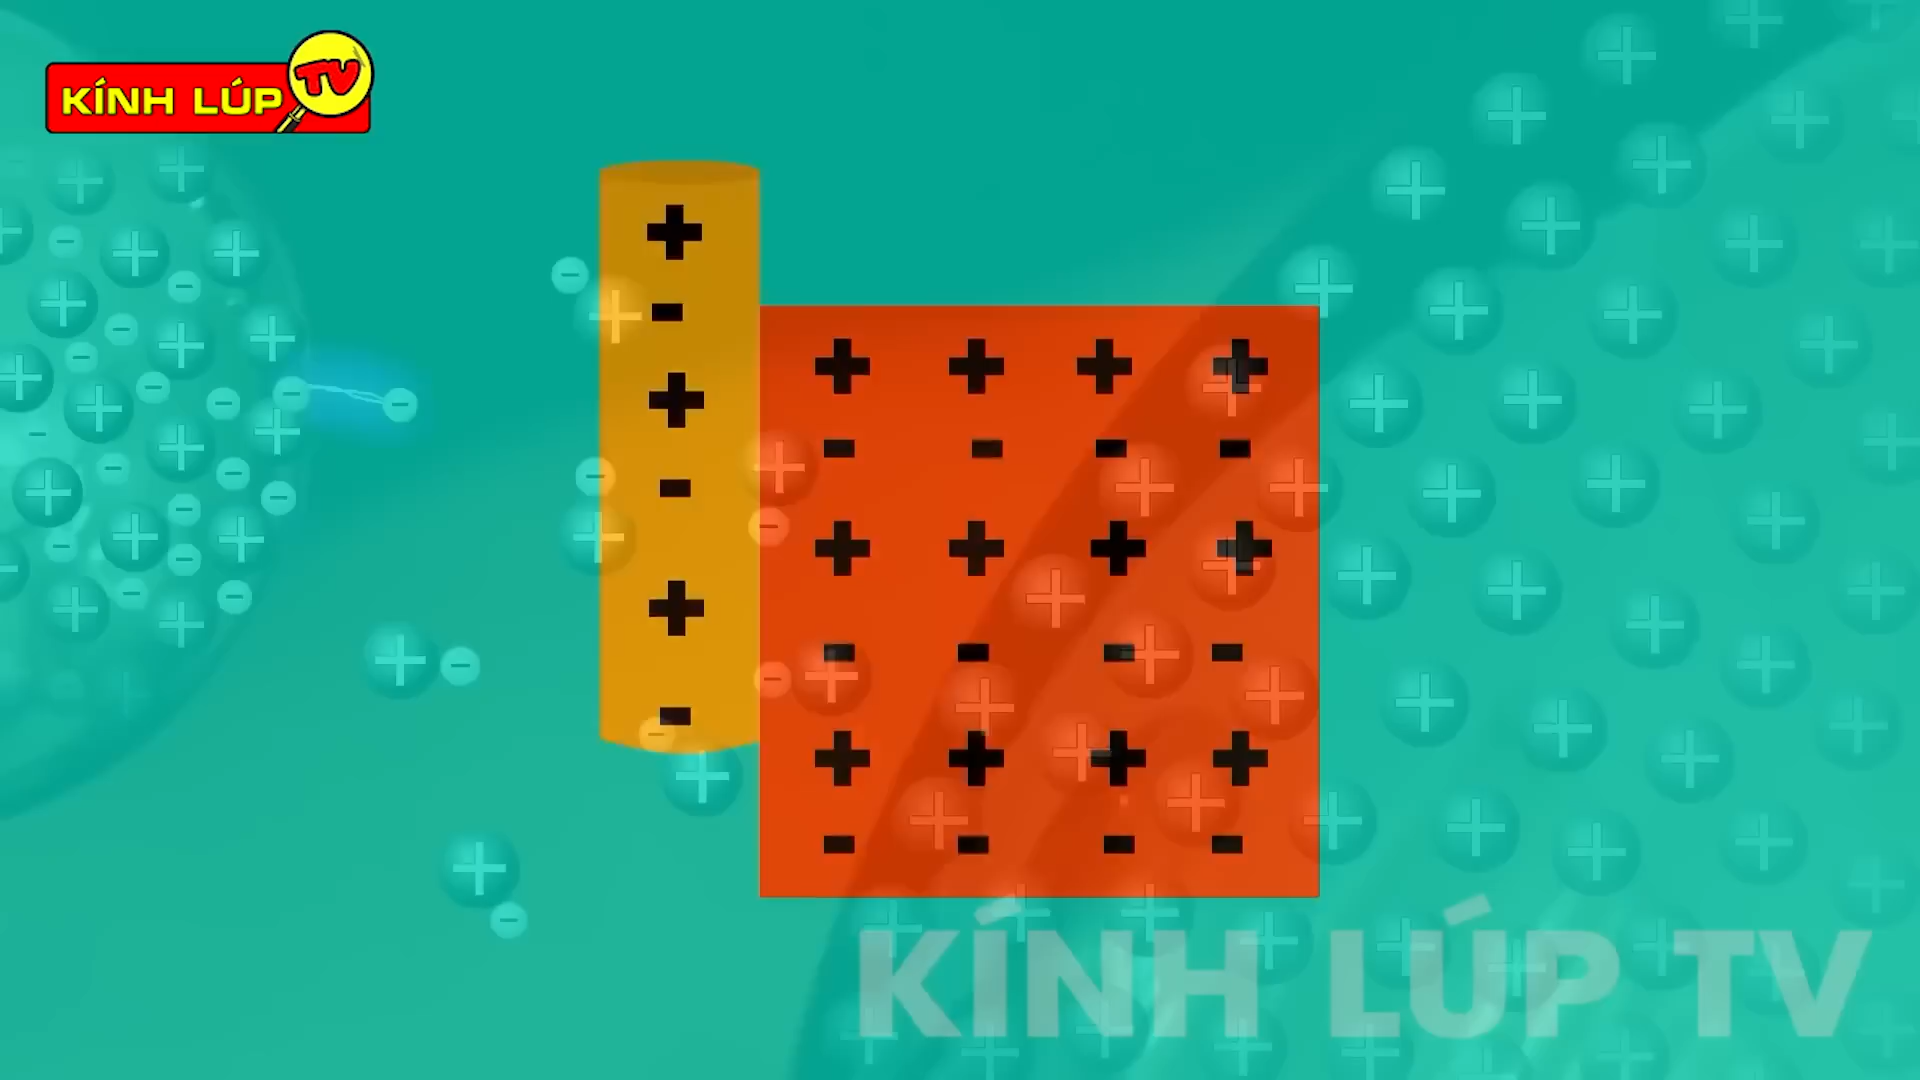 KÍNH LÚP TV
+
-
+
-
+
-
+ + + +
- - - -
+ + + +
- - - -
+ + + +
- - - -
KÍNH LÚP TV